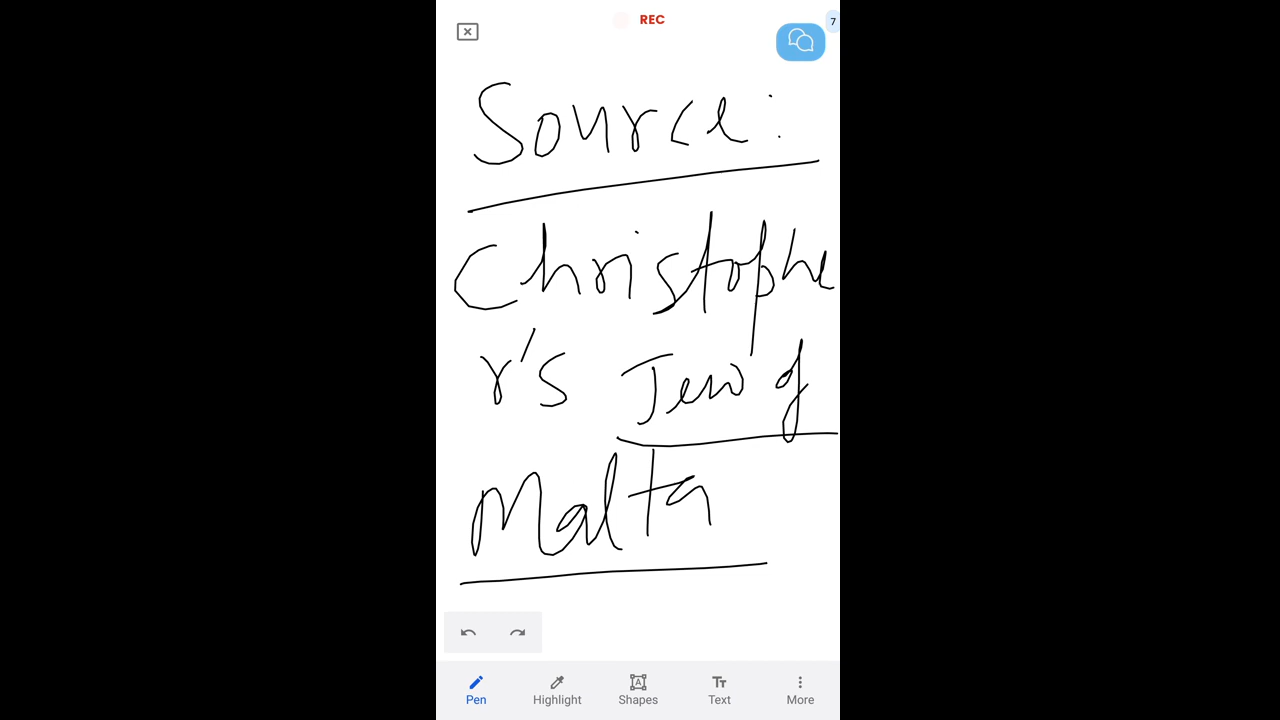 REC
7
Source:
Christophe
r's Jew of
Malta
Pen Highlight Shapes Text More